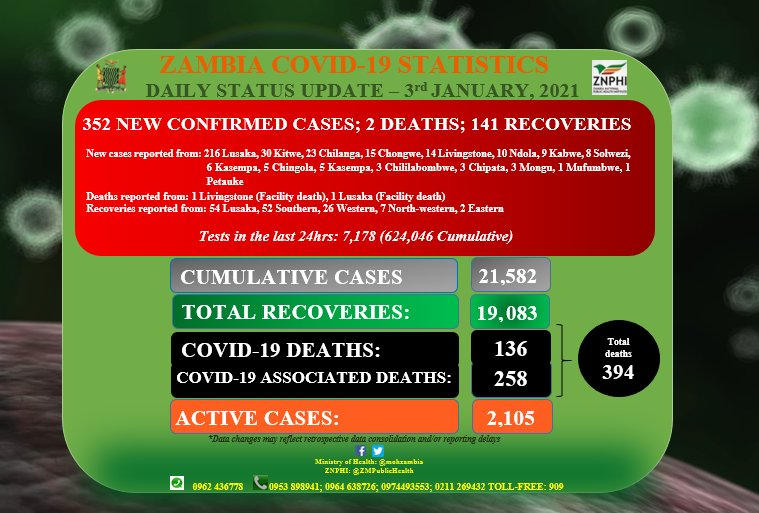 ZAMBIA COVID-19 STATISTICS
DAILY STATUS UPDATE – 3rd JANUARY, 2021
ZNPHI
352 NEW CONFIRMED CASES; 2 DEATHS; 141 RECOVERIES
New cases reported from: 216 Lusaka, 30 Kitwe, 23 Chilanga, 15 Chongwe, 14 Livingstone, 10 Ndola, 9 Kabwe, 8 Solwezi,
6 Kasempa, 5 Chingola, 5 Kasempa, 3 Chililabombwe, 3 Chipata, 3 Mongu, 1 Mufumbwe, 1
Petauke
Deaths reported from: 1 Livingstone (Facility death), 1 Lusaka (Facility death)
Recoveries reported from: 54 Lusaka, 52 Southern, 26 Western, 7 North-western, 2 Eastern
Tests in the last 24hrs: 7,178 (624,046 Cumulative)
CUMULATIVE CASES 21,582
TOTAL RECOVERIES: 19,083
COVID-19 DEATHS: 136
COVID-19 ASSOCIATED DEATHS: 258
Total
deaths
394
ACTIVE CASES: 2,105
*Data changes may reflect retrospective data consolidation and/or reporting delays
Ministry of Health: @mohzambia
ZNPHI: @ZMPublicHealth
0962 436778 0953 898941; 0964 638726; 0974493553; 0211 269432 TOLL-FREE: 909